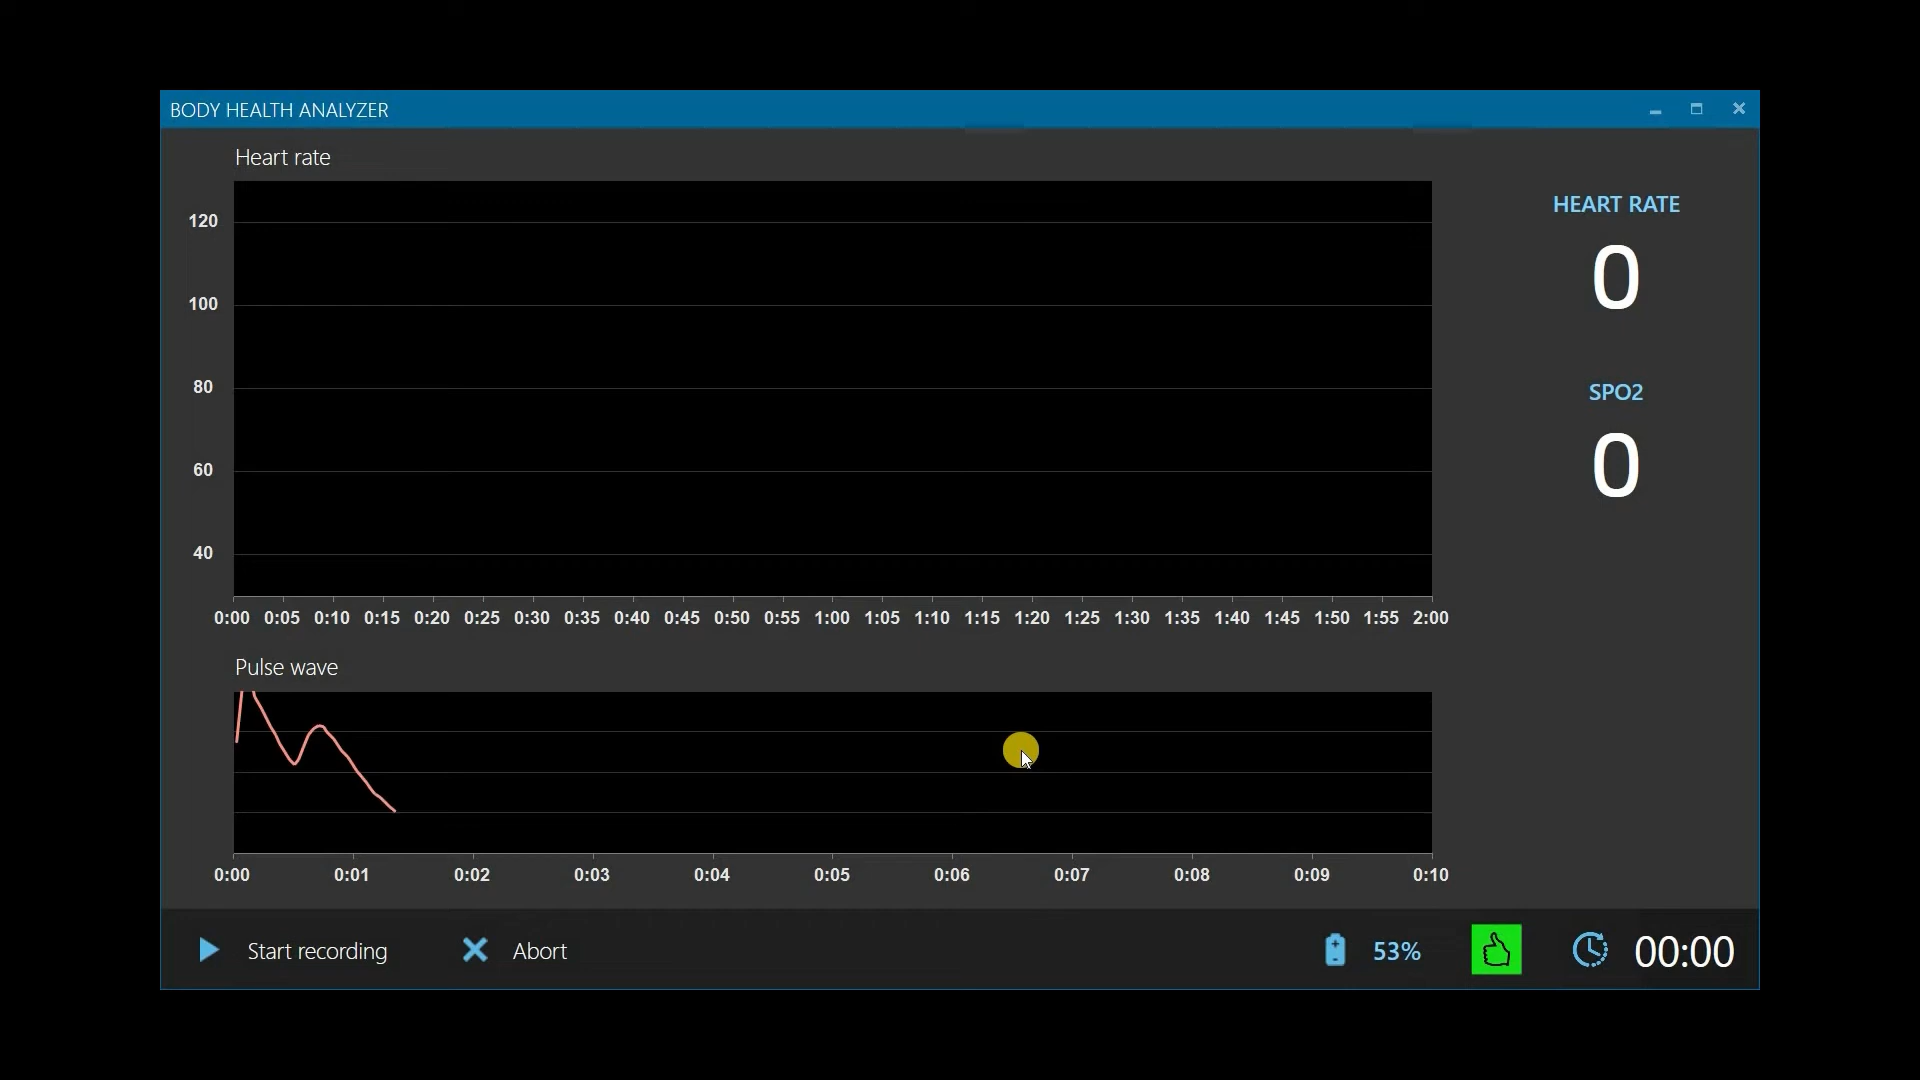 BODY HEALTH ANALYZER
Heart rate
120
100
80
60
40
0:00 0:05 0:10 0:15 0:20 0:25 0:30 0:35 0:40 0:45 0:50 0:55 1:00 1:05 1:10 1:15 1:20 1:25 1:30 1:35 1:40 1:45 1:50 1:55 2:00
HEART RATE
0
SPO2
0
Pulse wave
0:00 0:01 0:02 0:03 0:04 0:05 0:06 0:07 0:08 0:09 0:10
Start recording Abort 53% 00:00